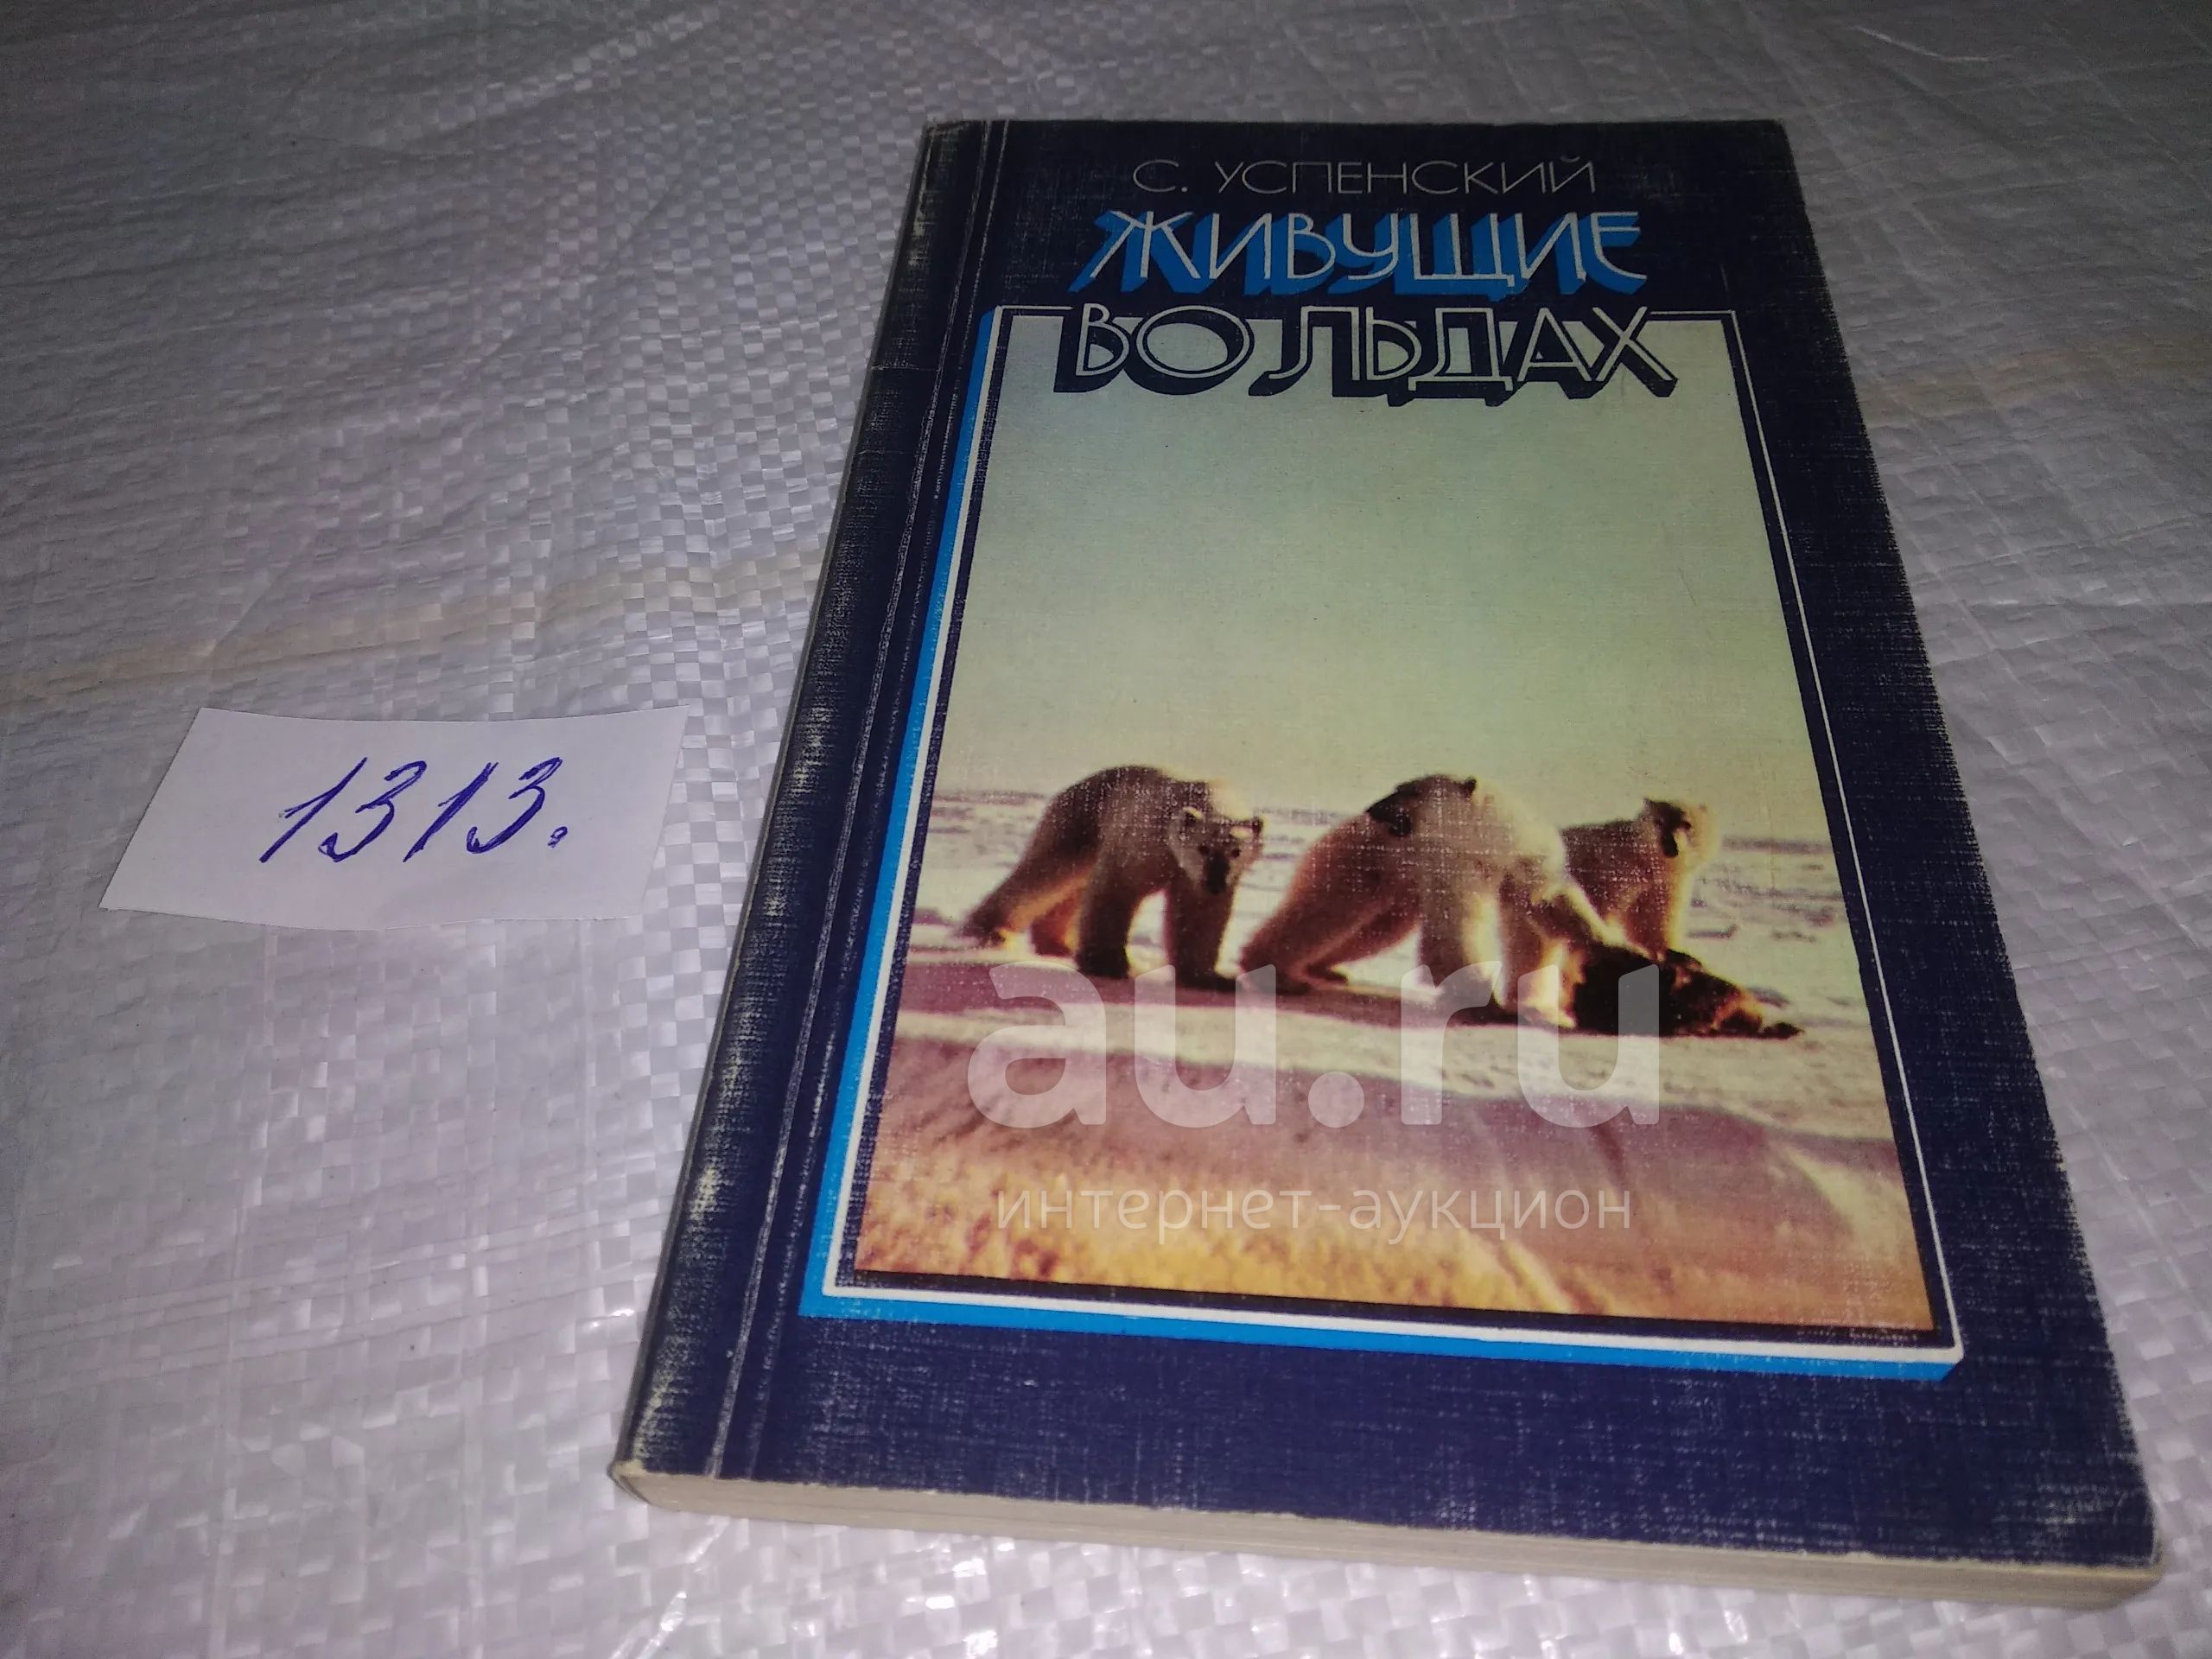 С. УСПЕНСКИЙ
ЖИВУЩИЕ
ВО ЛЬДАХ
1313.
au.ru
интернет-аукцион